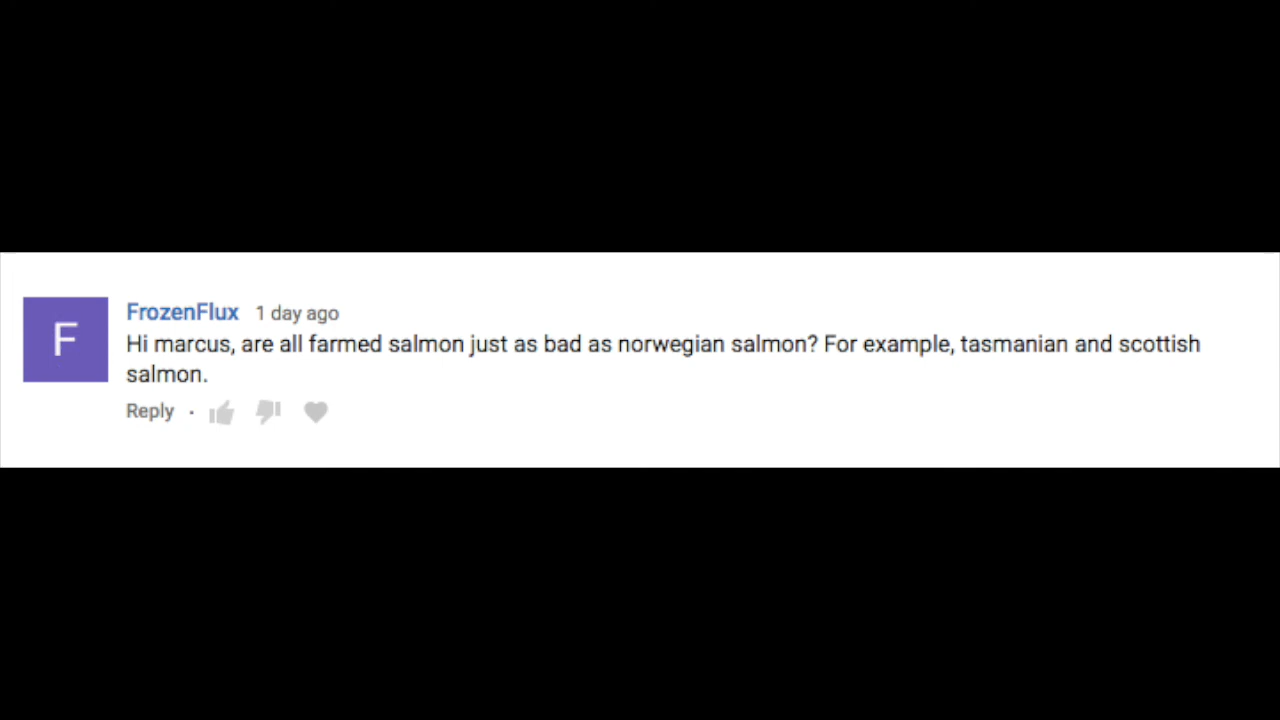 F
FrozenFlux 1 day ago
Hi marcus, are all farmed salmon just as bad as norwegian salmon? For example, tasmanian and scottish
salmon.
Reply ·